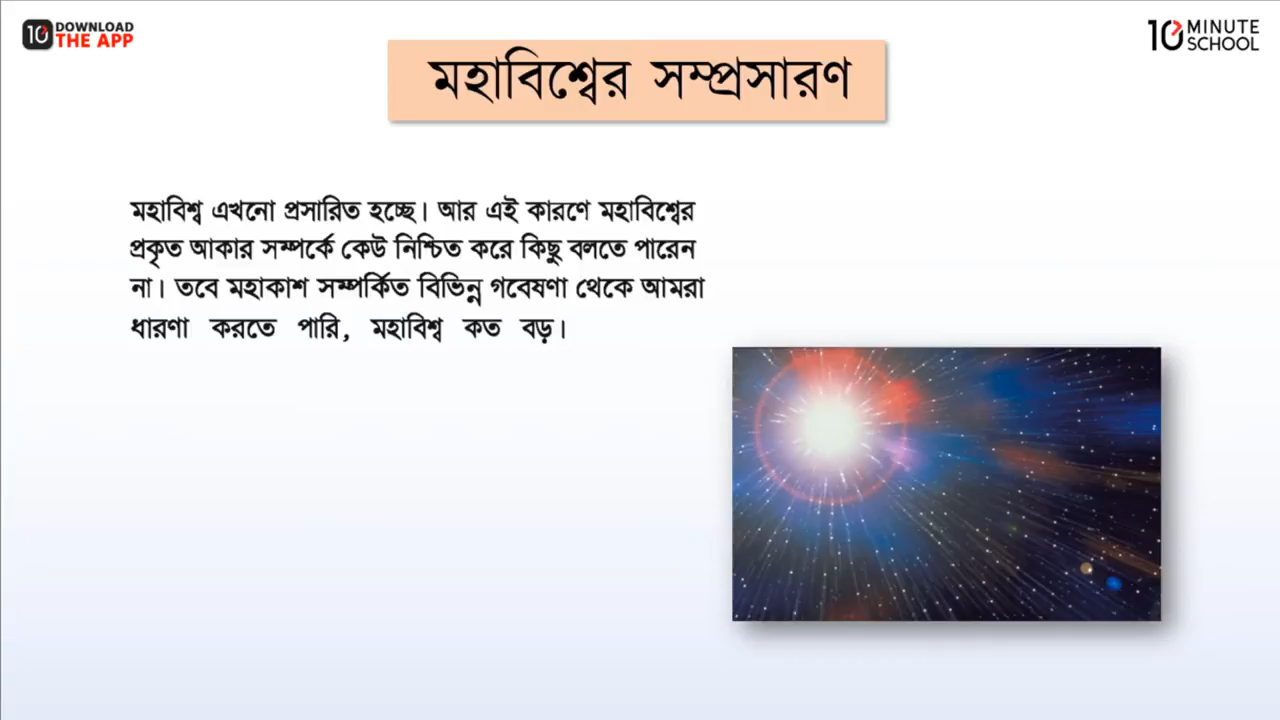 DOWNLOAD
THE APP
10 MINUTE
SCHOOL
মহাবিশ্বের সম্প্রসারণ
মহাবিশ্ব এখনো প্রসারিত হচ্ছে। আর এই কারণে মহাবিশ্বের
প্রকৃত আকার সম্পর্কে কেউ নিশ্চিত করে কিছু বলতে পারেন
না। তবে মহাকাশ সম্পর্কিত বিভিন্ন গবেষণা থেকে আমরা
ধারণা করতে পারি, মহাবিশ্ব কত বড়।